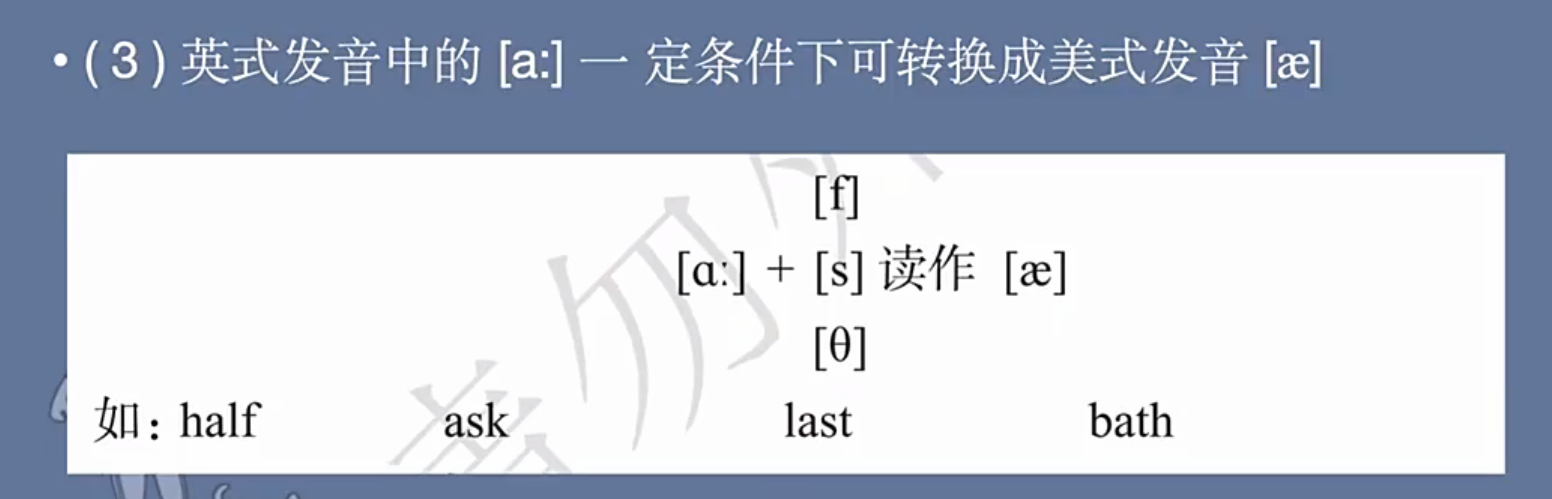 • (3) 英式发音中的 [a:] 一 定条件下可转换成美式发音 [æ]
[f]
[ɑː] + [s] 读作 [æ]
[θ]
如：half ask last bath